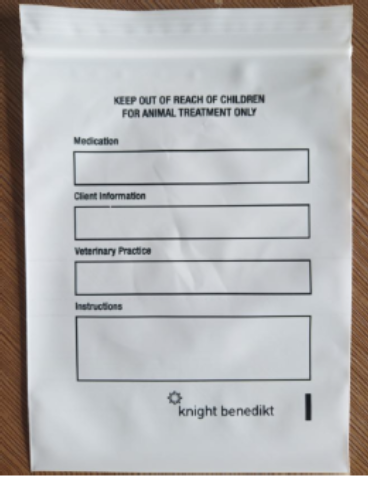 KEEP OUT OF REACH OF CHILDREN
FOR ANIMAL TREATMENT ONLY
Medication
Client Information
Veterinary Practice
Instructions
knight benedikt